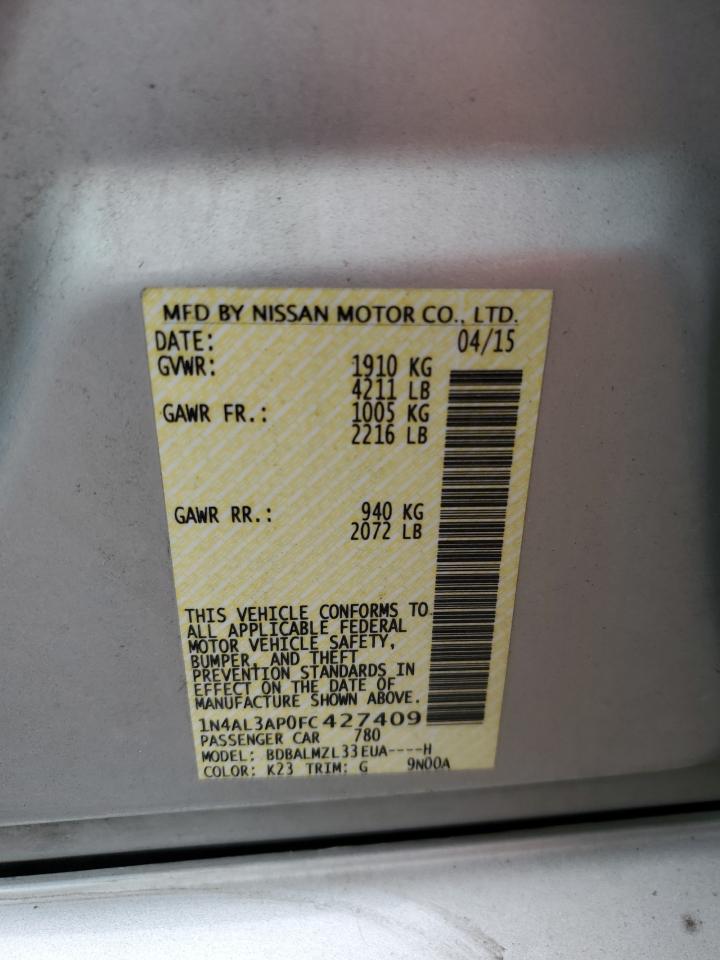 MFD BY NISSAN MOTOR CO., LTD.
DATE: 04/15
GVWR: 1910 KG
4211 LB
GAWR FR.: 1005 KG
2216 LB
GAWR RR.: 940 KG
2072 LB
THIS VEHICLE CONFORMS TO
ALL APPLICABLE FEDERAL
MOTOR VEHICLE SAFETY,
BUMPER, AND THEFT
PREVENTION STANDARDS IN
EFFECT ON THE DATE OF
MANUFACTURE SHOWN ABOVE.
1N4AL3AP0FC427409
PASSENGER CAR 780
MODEL: BDBALMZL33EUA----H
COLOR: K23 TRIM: G 9N00A